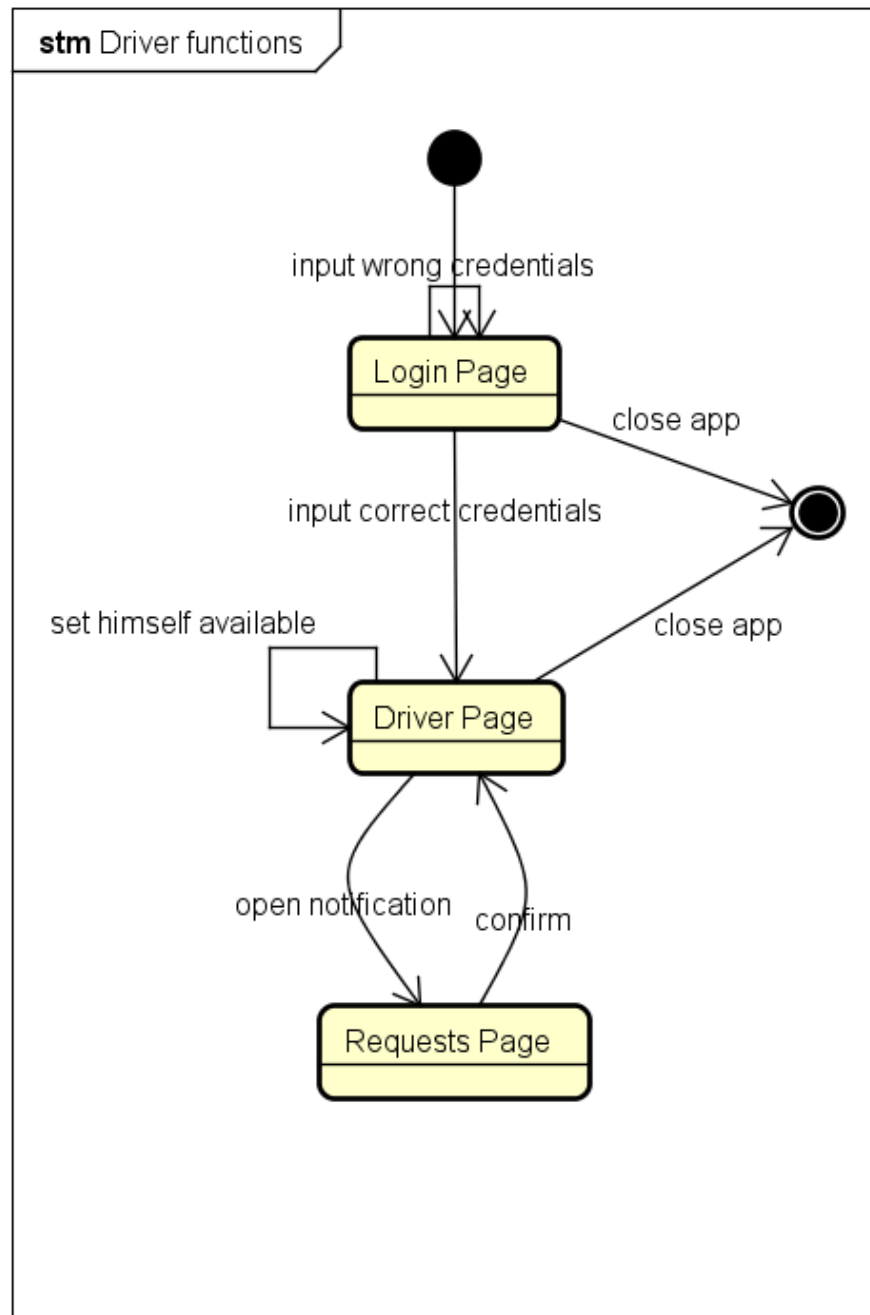 stm Driver functions
input wrong credentials
Login Page
close app
input correct credentials
set himself available
close app
Driver Page
open notification
confirm
Requests Page